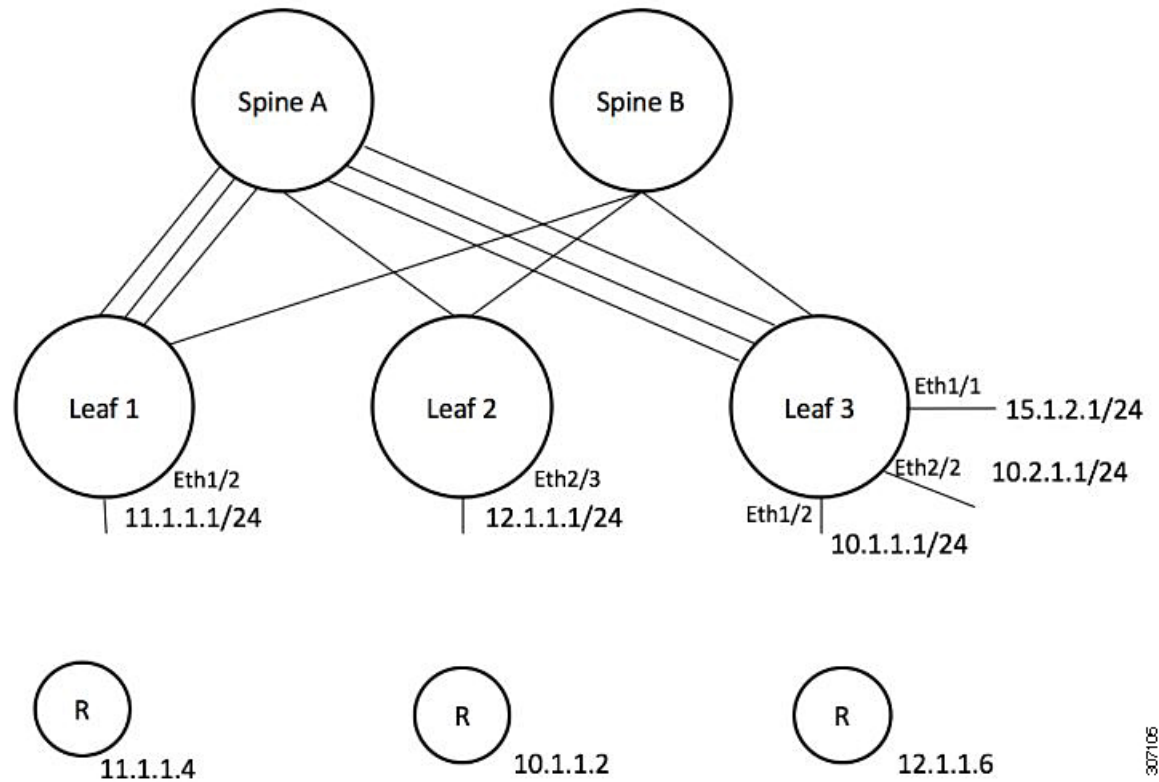 Spine A
Spine B
Leaf 1
Leaf 2
Leaf 3
Eth1/1
15.1.2.1/24
Eth2/2
10.2.1.1/24
Eth1/2
11.1.1.1/24
Eth2/3
12.1.1.1/24
Eth1/2
10.1.1.1/24
R
11.1.1.4
R
10.1.1.2
R
12.1.1.6
307105